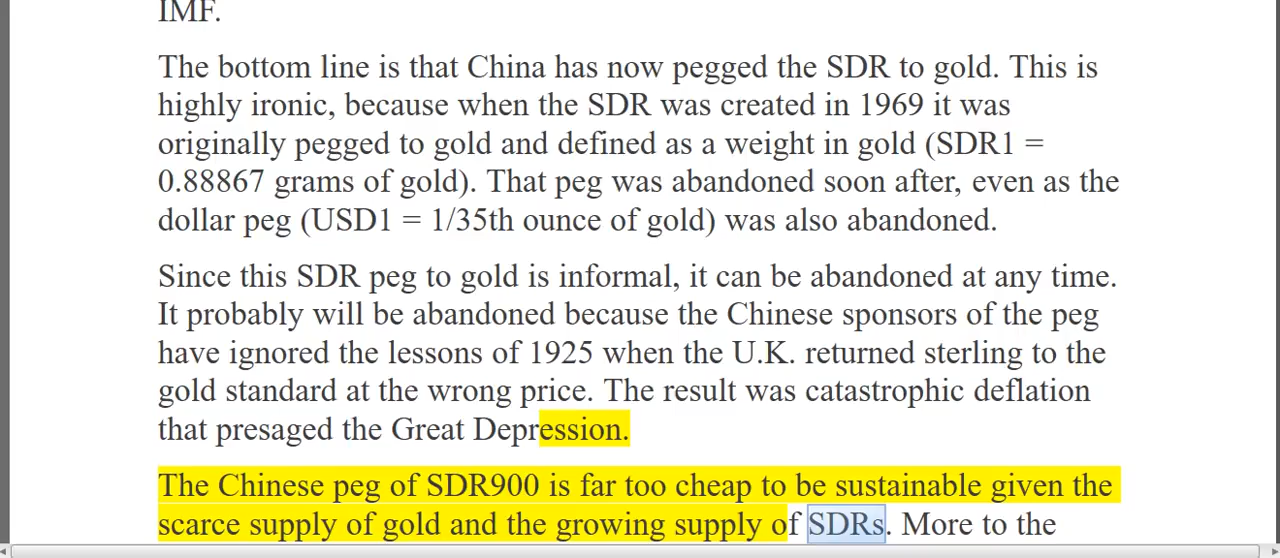 IMF.
The bottom line is that China has now pegged the SDR to gold. This is
highly ironic, because when the SDR was created in 1969 it was
originally pegged to gold and defined as a weight in gold (SDR1 =
0.88867 grams of gold). That peg was abandoned soon after, even as the
dollar peg (USD1 = 1/35th ounce of gold) was also abandoned.
Since this SDR peg to gold is informal, it can be abandoned at any time.
It probably will be abandoned because the Chinese sponsors of the peg
have ignored the lessons of 1925 when the U.K. returned sterling to the
gold standard at the wrong price. The result was catastrophic deflation
that presaged the Great Depression.
The Chinese peg of SDR900 is far too cheap to be sustainable given the
scarce supply of gold and the growing supply of SDRs. More to the